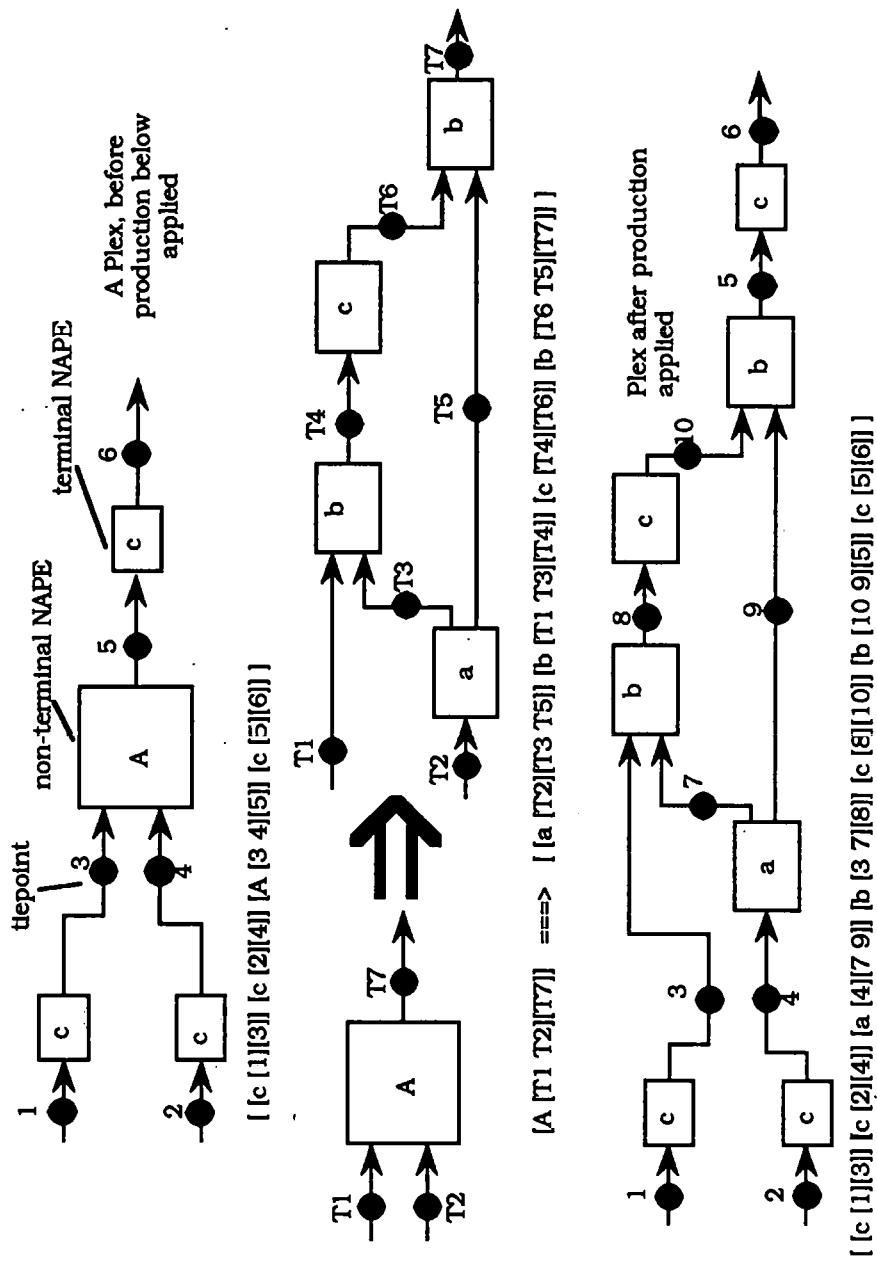 tiepoint
non-terminal NAPE
terminal NAPE
1
2
c
c
3
4
A
5
c
6
A Plex, before
production below
applied
[ [c [1][3]] [c [2][4]] [A [3 4][5]] [c [5][6]] ]
T1
T2
A
T7
T1
T2
a
T3
b
T4
c
T5
T6
b
T7
[A [T1 T2][T7]] ===> [ [a [T2][T3 T5]] [b [T1 T3][T4]] [c [T4][T6]] [b [T6 T5][T7]] ]
1
2
c
c
3
4
a
7
b
8
c
9
10
b
5
c
6
Plex after production
applied
[ [c [1][3]] [c [2][4]] [a [4][7 9]] [b [3 7][8]] [c [8][10]] [b [10 9][5]] [c [5][6]] ]